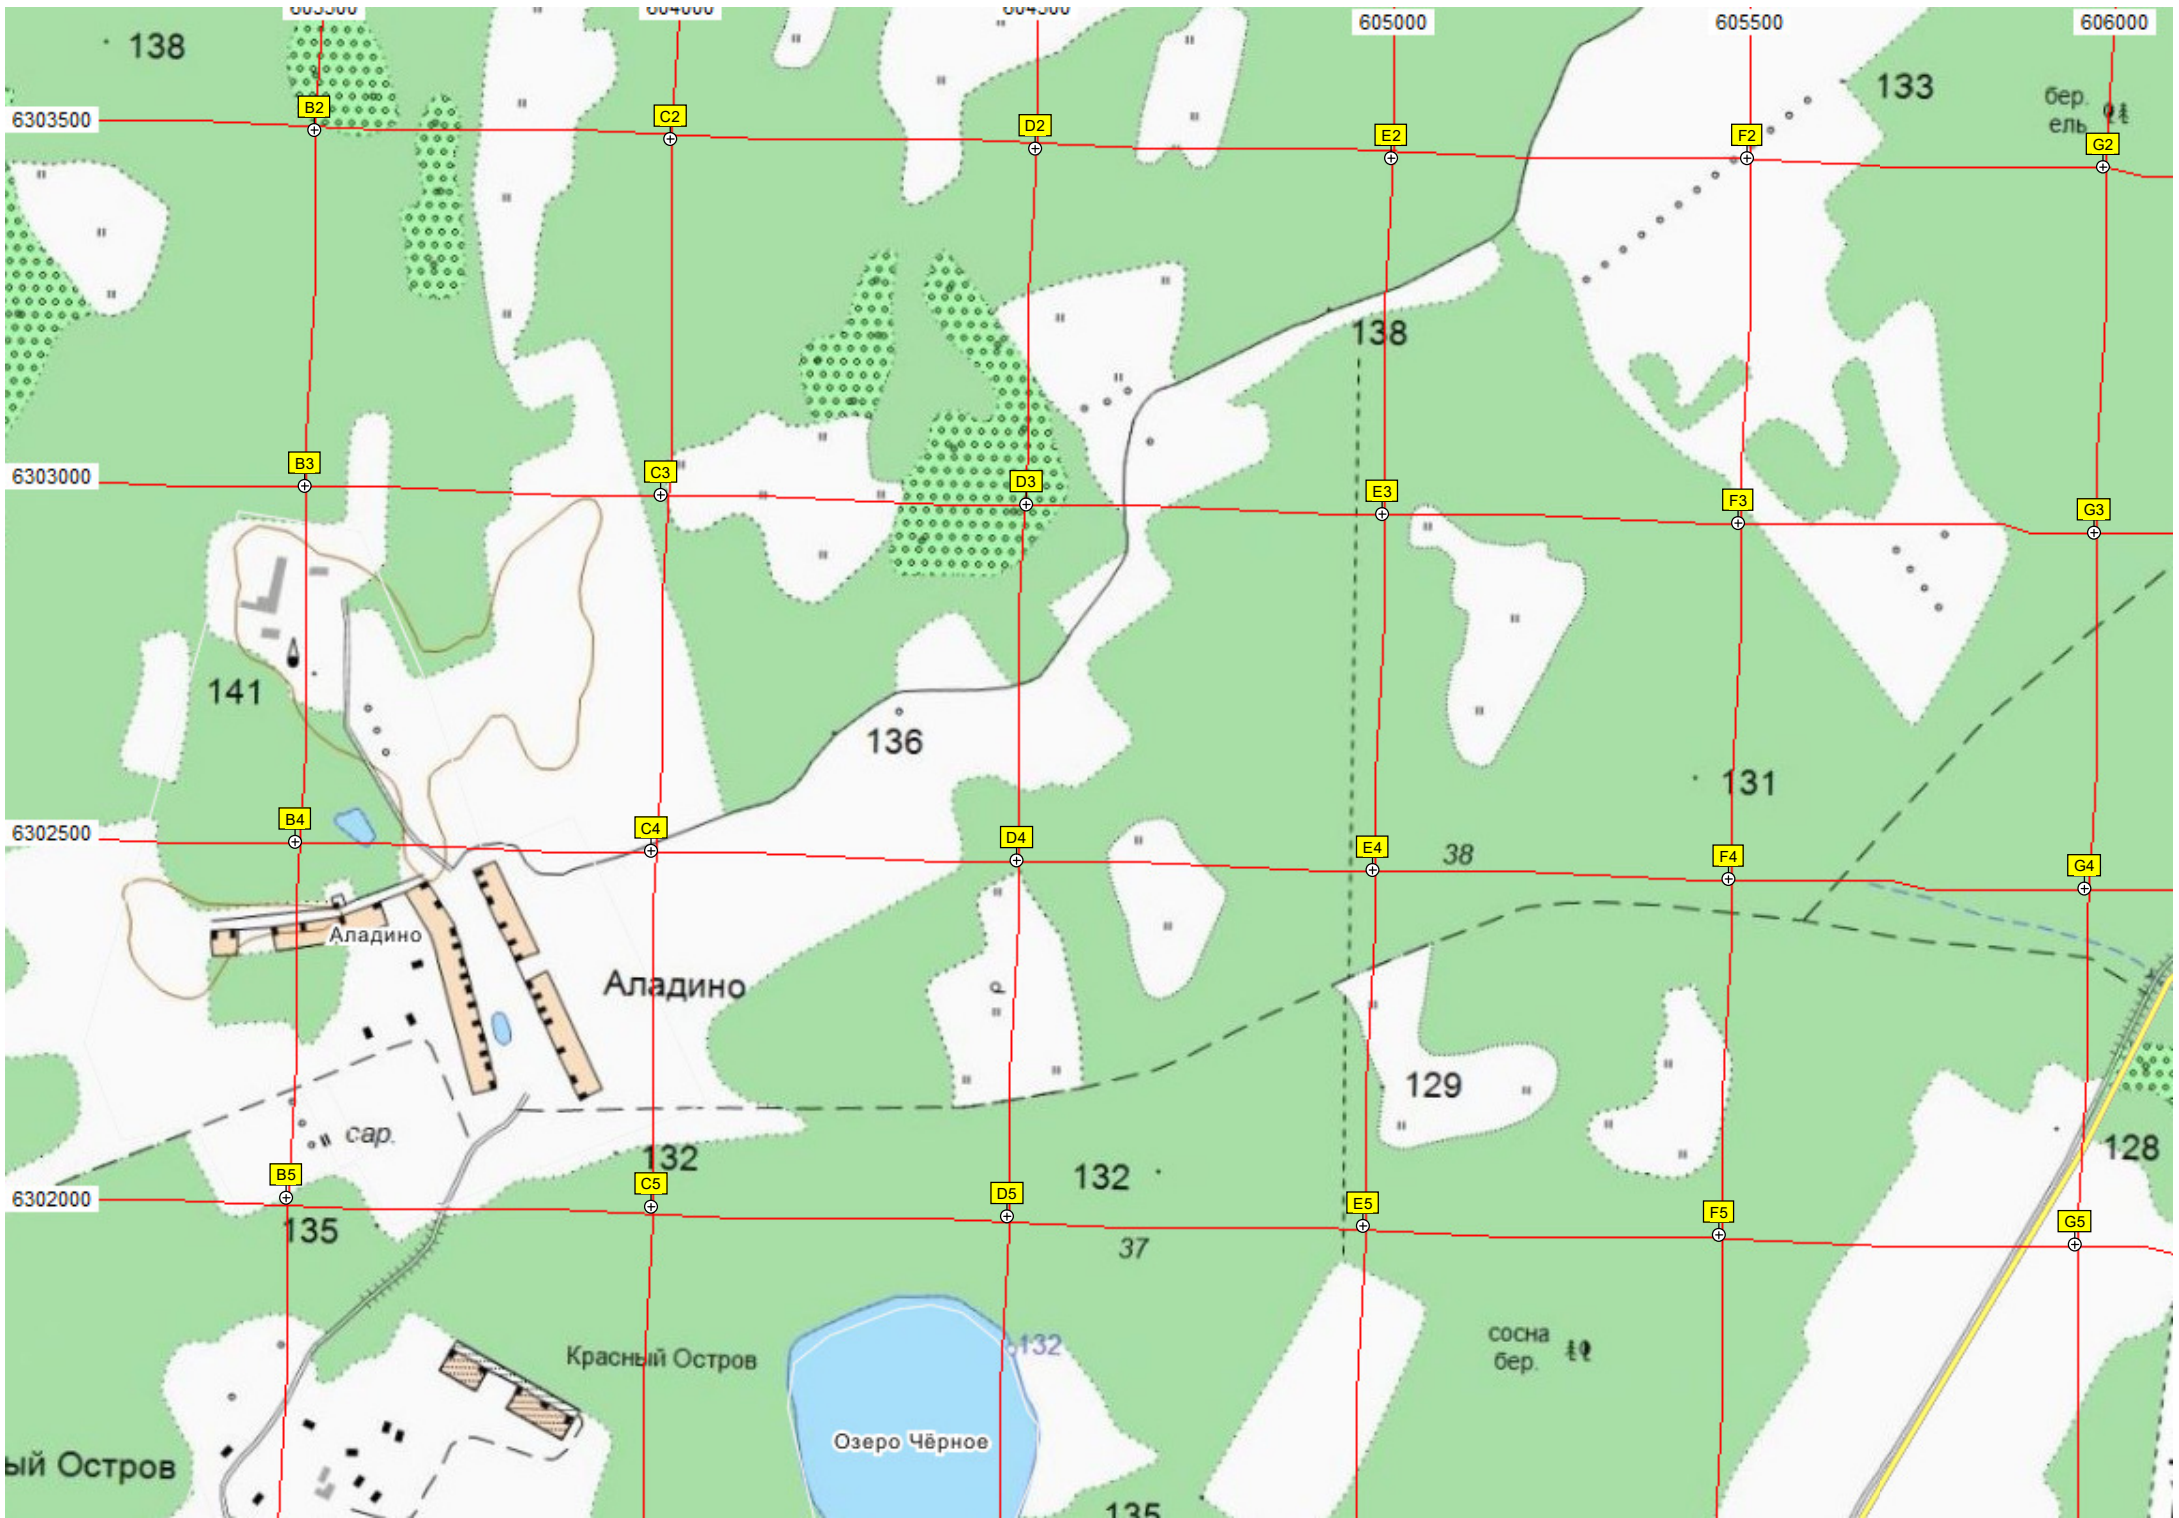 603500 604000 604500 605000 605500 606000
138
133
бер.
ель
6303500
B2 C2 D2 E2 F2 G2
138
6303000
B3 C3 D3 E3 F3 G3
141
136
131
6302500
B4 C4 D4 E4 F4 G4
38
Аладино
Аладино
р
129
сар.
132
132
128
6302000
B5 C5 D5 E5 F5 G5
135
37
132
сосна
бер.
Красный Остров
Озеро Чёрное
ый Остров
135